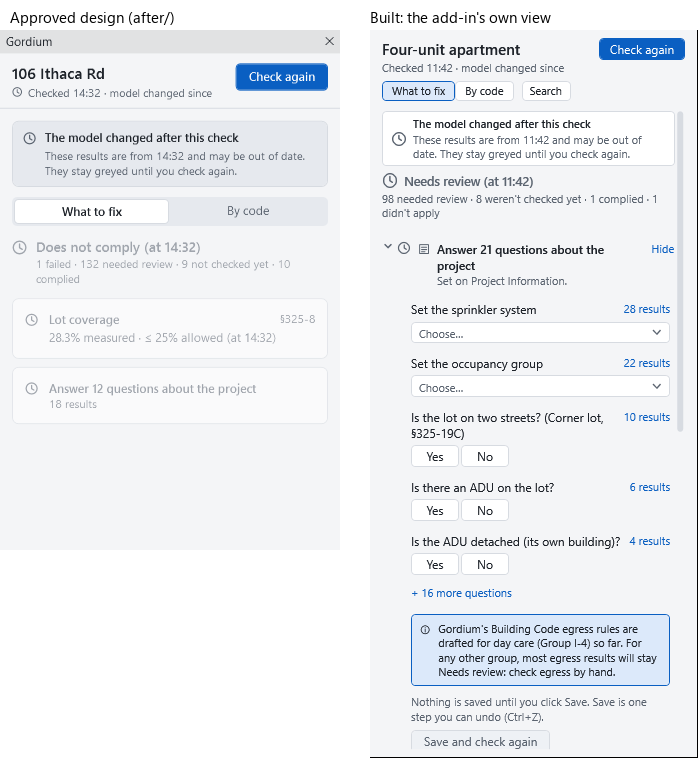 Approved design (after/)
Gordium
106 Ithaca Rd
Check again
Checked 14:32 · model changed since
The model changed after this check
These results are from 14:32 and may be out of date.
They stay greyed until you check again.
What to fix
By code
Does not comply (at 14:32)
1 failed · 132 needed review · 9 not checked yet · 10
complied
Lot coverage
§325-8
28.3% measured · ≤ 25% allowed (at 14:32)
Answer 12 questions about the project
18 results
Built: the add-in's own view
Four-unit apartment
Check again
Checked 11:42 · model changed since
What to fix
By code
Search
The model changed after this check
These results are from 11:42 and may be out of
date. They stay greyed until you check again.
Needs review (at 11:42)
98 needed review · 8 weren't checked yet · 1 complied · 1
didn't apply
Answer 21 questions about the
project
Hide
Set on Project Information.
Set the sprinkler system
28 results
Choose...
Set the occupancy group
22 results
Choose...
Is the lot on two streets? (Corner lot,
§325-19C)
10 results
Yes
No
Is there an ADU on the lot?
6 results
Yes
No
Is the ADU detached (its own building)?
4 results
Yes
No
+ 16 more questions
Gordium's Building Code egress rules are
drafted for day care (Group I-4) so far. For
any other group, most egress results will stay
Needs review: check egress by hand.
Nothing is saved until you click Save. Save is one
step you can undo (Ctrl+Z).
Save and check again